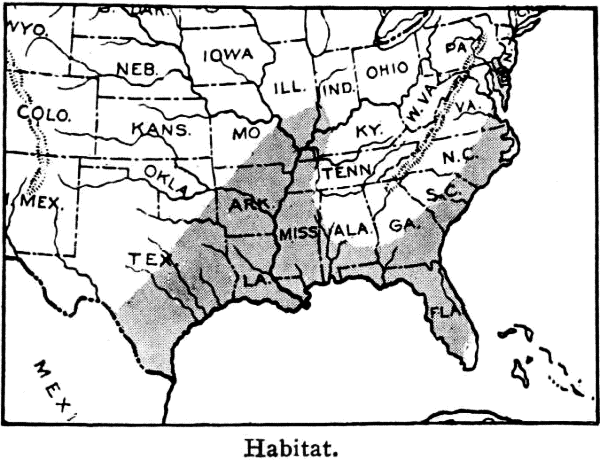 S. DAK.
WYO.
IOWA
NEB.
PA
OHIO
ILL.
IND.
W.VA.
COLO.
KANS.
MO
KY.
VA.
OKLA.
TENN.
N.C.
MEX.
ARK.
S.C.
MISS
ALA.
GA.
TEX.
LA.
FLA.
MEX.
Habitat.